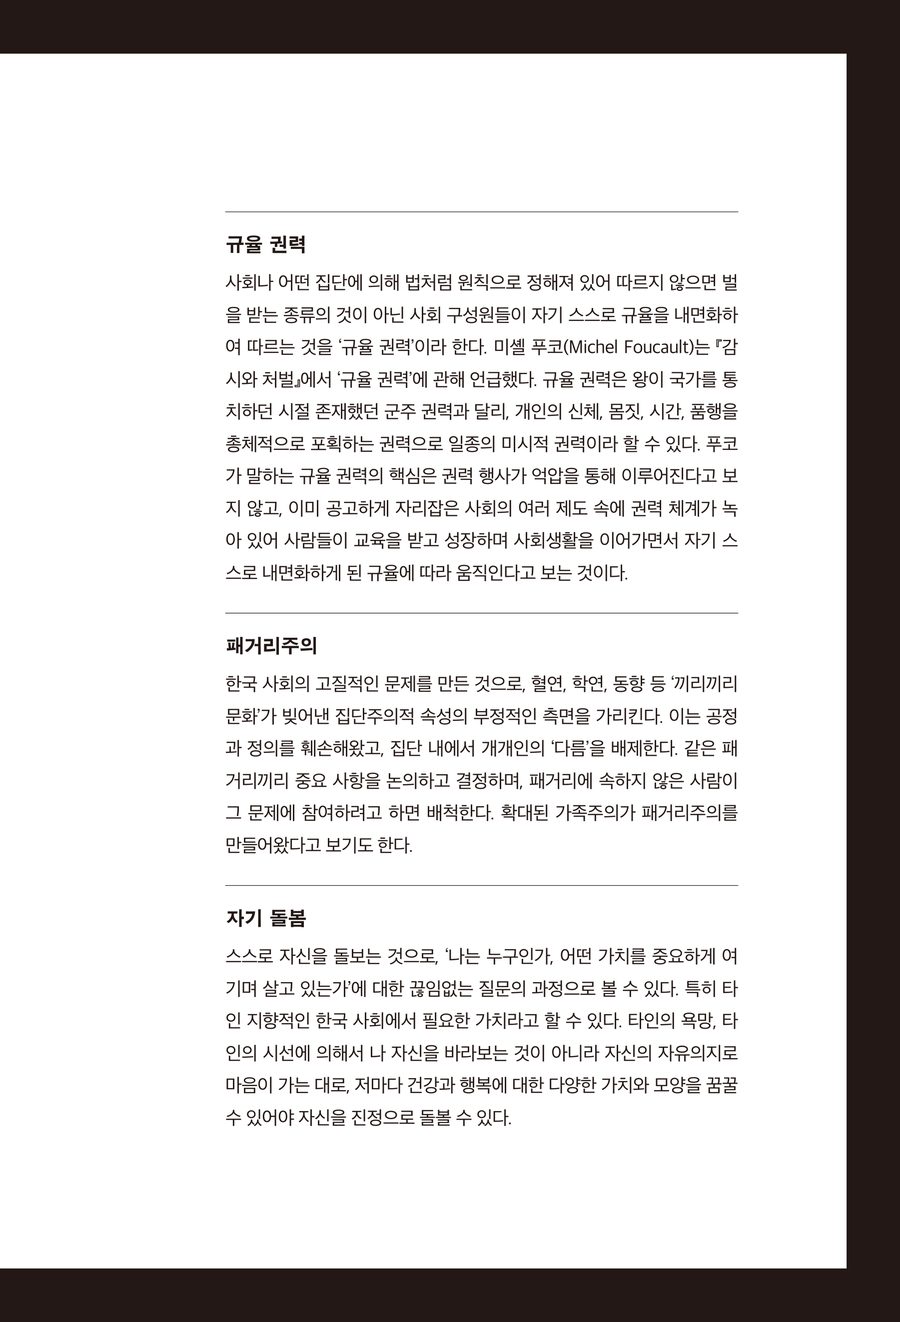 규율 권력
사회나 어떤 집단에 의해 법처럼 원칙으로 정해져 있어 따르지 않으면 벌
을 받는 종류의 것이 아닌 사회 구성원들이 자기 스스로 규율을 내면화하
여 따르는 것을 ‘규율 권력’이라 한다. 미셸 푸코(Michel Foucault)는 『감
시와 처벌』에서 ‘규율 권력’에 관해 언급했다. 규율 권력은 왕이 국가를 통
치하던 시절 존재했던 군주 권력과 달리, 개인의 신체, 몸짓, 시간, 품행을
총체적으로 포획하는 권력으로 일종의 미시적 권력이라 할 수 있다. 푸코
가 말하는 규율 권력의 핵심은 권력 행사가 억압을 통해 이루어진다고 보
지 않고, 이미 공고하게 자리잡은 사회의 여러 제도 속에 권력 체계가 녹
아 있어 사람들이 교육을 받고 성장하며 사회생활을 이어가면서 자기 스
스로 내면화하게 된 규율에 따라 움직인다고 보는 것이다.
패거리주의
한국 사회의 고질적인 문제를 만든 것으로, 혈연, 학연, 동향 등 ‘끼리끼리
문화’가 빚어낸 집단주의적 속성의 부정적인 측면을 가리킨다. 이는 공정
과 정의를 훼손해왔고, 집단 내에서 개개인의 ‘다름’을 배제한다. 같은 패
거리끼리 중요 사항을 논의하고 결정하며, 패거리에 속하지 않은 사람이
그 문제에 참여하려고 하면 배척한다. 확대된 가족주의가 패거리주의를
만들어왔다고 보기도 한다.
자기 돌봄
스스로 자신을 돌보는 것으로, ‘나는 누구인가, 어떤 가치를 중요하게 여
기며 살고 있는가’에 대한 끊임없는 질문의 과정으로 볼 수 있다. 특히 타
인 지향적인 한국 사회에서 필요한 가치라고 할 수 있다. 타인의 욕망, 타
인의 시선에 의해서 나 자신을 바라보는 것이 아니라 자신의 자유의지로
마음이 가는 대로, 저마다 건강과 행복에 대한 다양한 가치와 모양을 꿈꿀
수 있어야 자신을 진정으로 돌볼 수 있다.